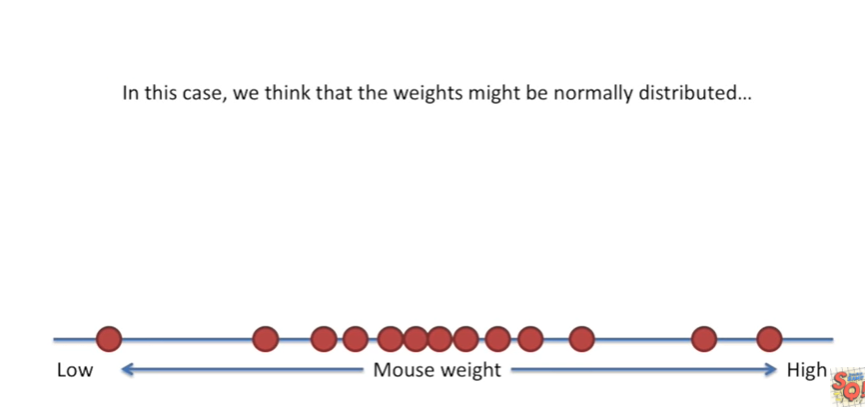 In this case, we think that the weights might be normally distributed...
Low
Mouse weight
High